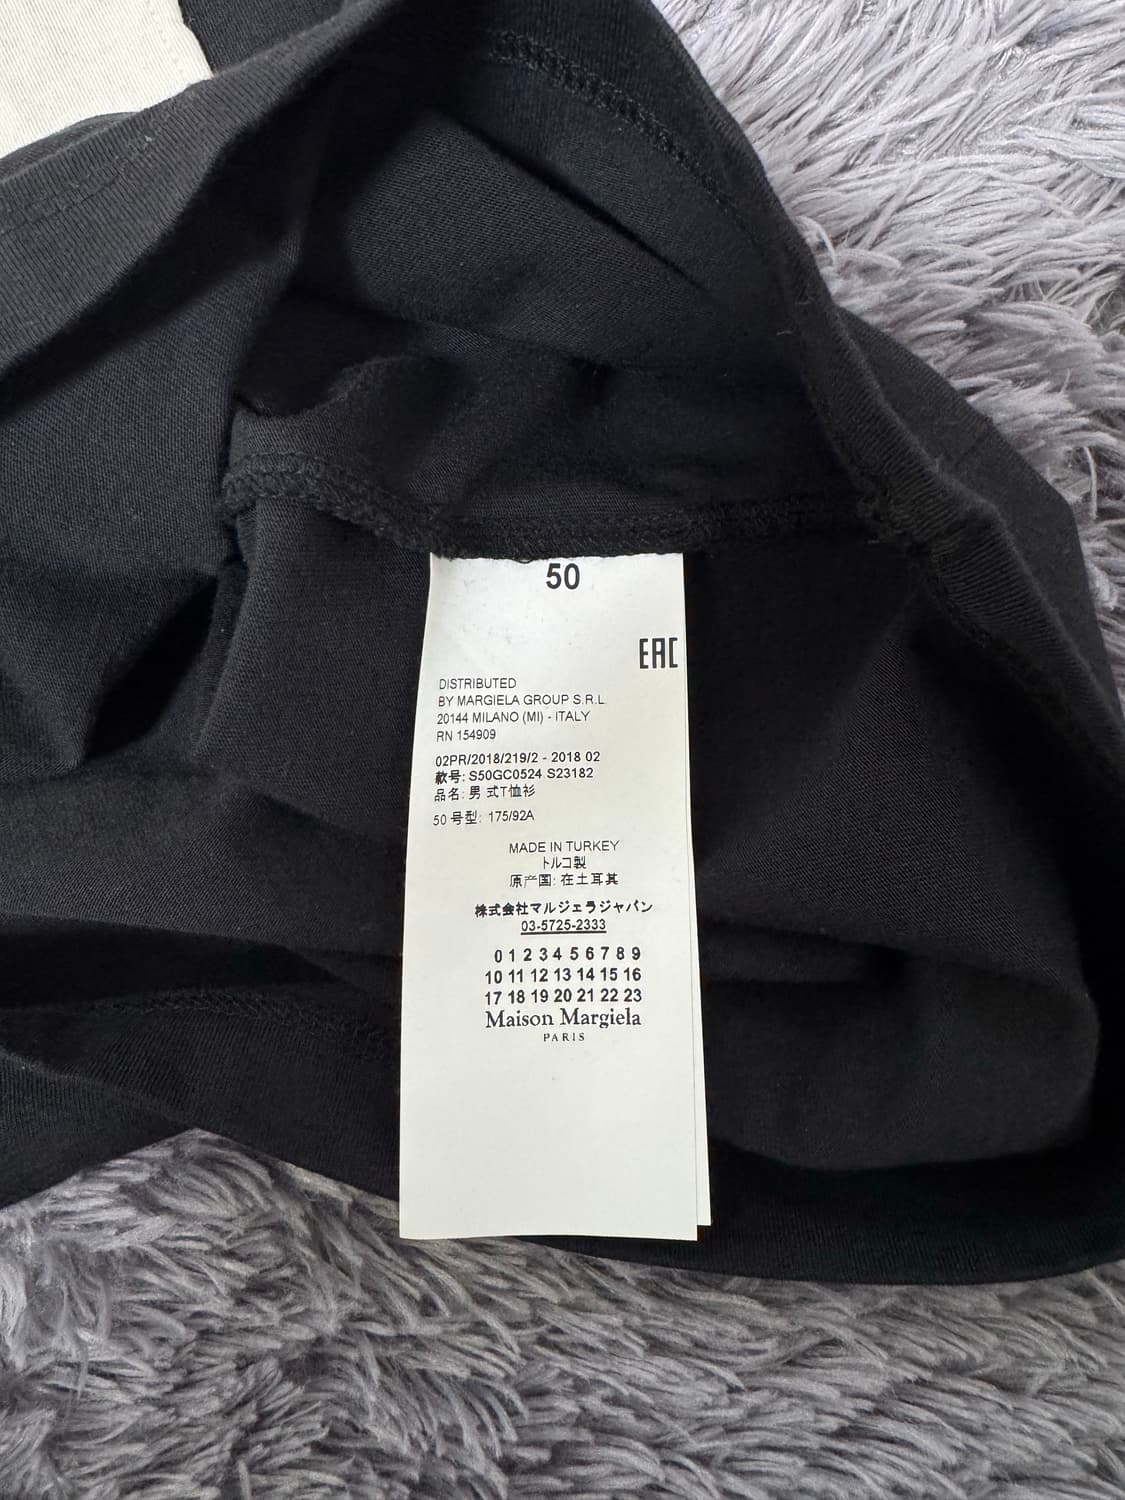 50
EAC
DISTRIBUTED
BY MARGIELA GROUP S.R.L.
20144 MILANO (MI) - ITALY
RN 154909
02PR/2018/219/2 - 2018 02
款号: S50GC0524 S23182
品名: 男 式T恤衫
50 号型: 175/92A
MADE IN TURKEY
トルコ製
原产国: 在土耳其
株式会社マルジェラジャパン
03-5725-2333
0 1 2 3 4 5 6 7 8 9
10 11 12 13 14 15 16
17 18 19 20 21 22 23
Maison Margiela
PARIS